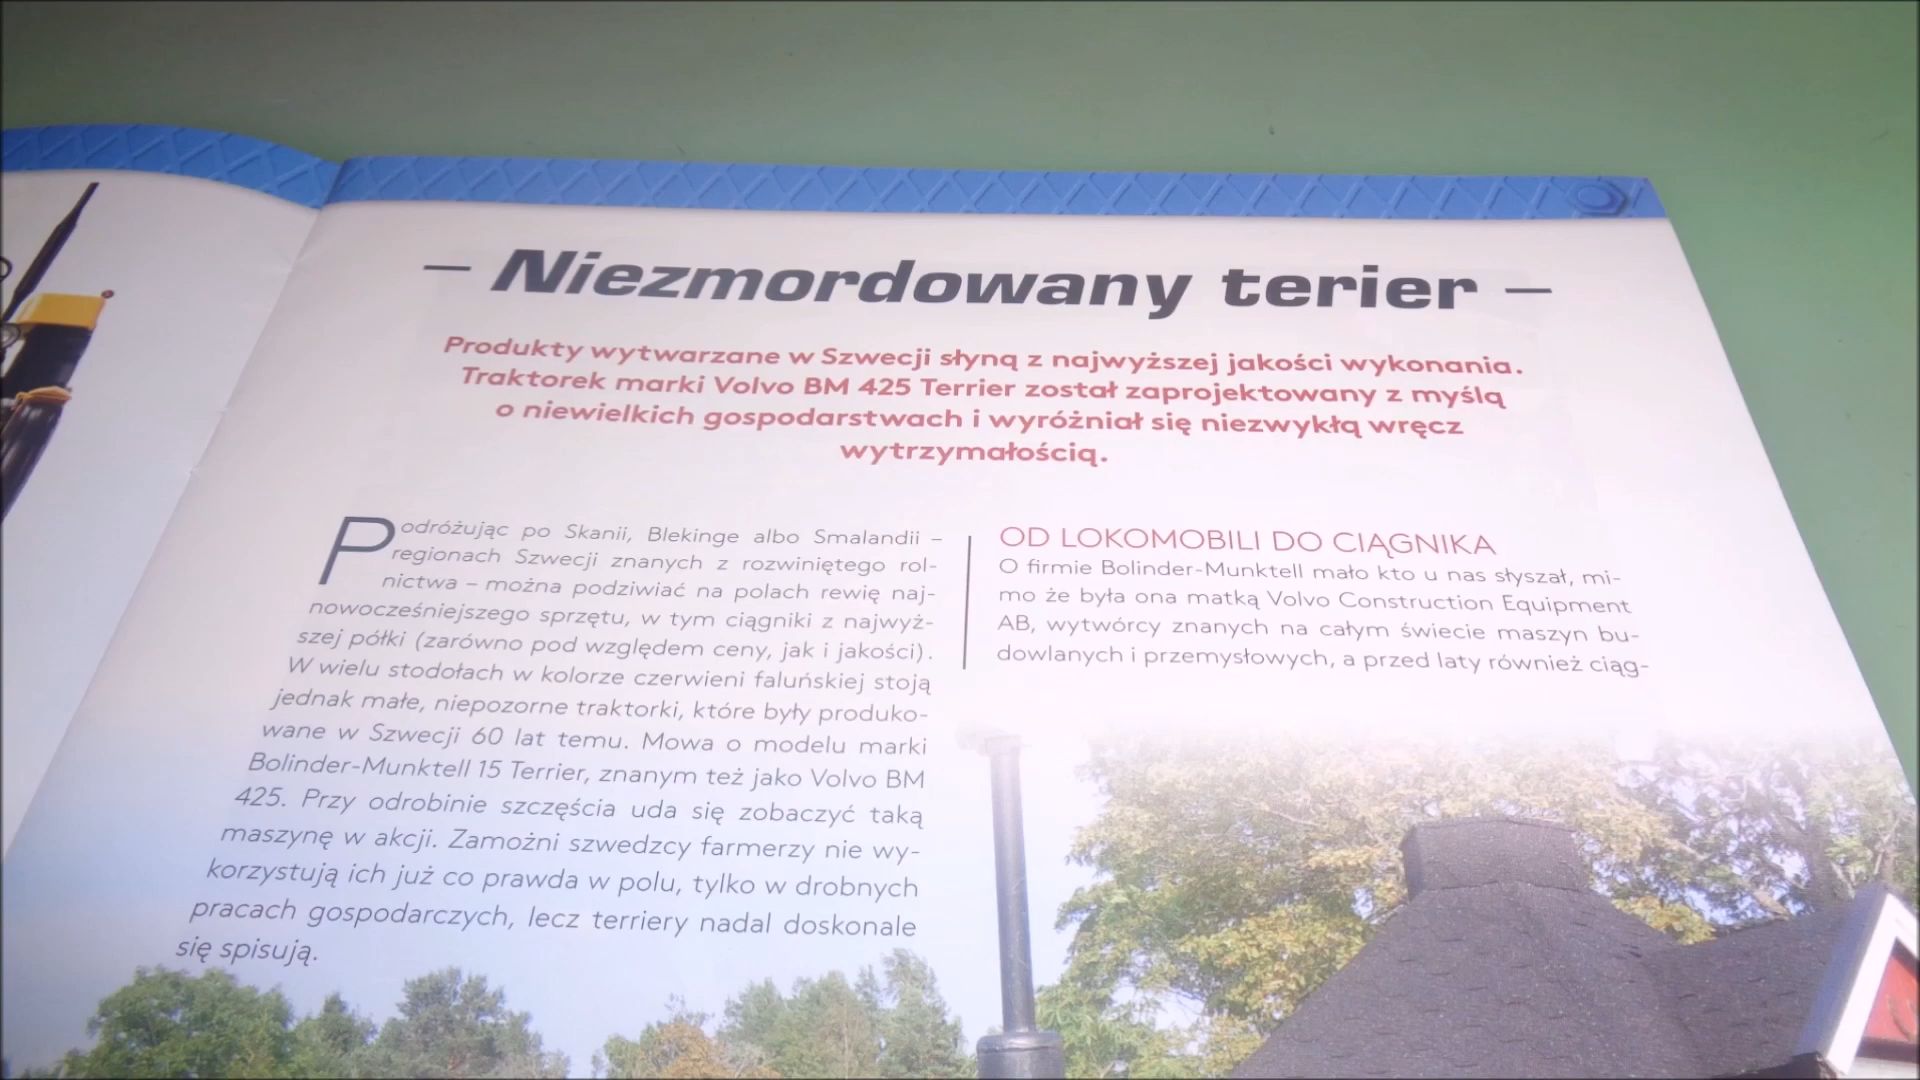 – Niezmordowany terier –
Produkty wytwarzane w Szwecji słyną z najwyższej jakości wykonania.
Traktorek marki Volvo BM 425 Terrier został zaprojektowany z myślą
o niewielkich gospodarstwach i wyróżniał się niezwykłą wręcz
wytrzymałością.
Podróżując po Skanii, Blekinge albo Smalandii –
regionach Szwecji znanych z rozwiniętego rol-
nictwa – można podziwiać na polach rewię naj-
nowocześniejszego sprzętu, w tym ciągniki z najwyż-
szej półki (zarówno pod względem ceny, jak i jakości).
W wielu stodołach w kolorze czerwieni faluńskiej stoją
jednak małe, niepozorne traktorki, które były produko-
wane w Szwecji 60 lat temu. Mowa o modelu marki
Bolinder-Munktell 15 Terrier, znanym też jako Volvo BM
425. Przy odrobinie szczęścia uda się zobaczyć taką
maszynę w akcji. Zamożni szwedzcy farmerzy nie wy-
korzystują ich już co prawda w polu, tylko w drobnych
pracach gospodarczych, lecz terriery nadal doskonale
się spisują.
OD LOKOMOBILI DO CIĄGNIKA
O firmie Bolinder-Munktell mało kto u nas słyszał, mi-
mo że była ona matką Volvo Construction Equipment
AB, wytwórcy znanych na całym świecie maszyn bu-
dowlanych i przemysłowych, a przed laty również ciąg-